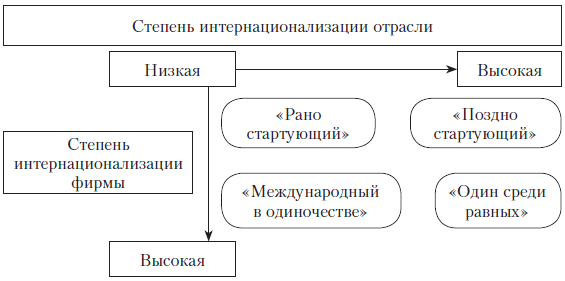 Степень интернационализации отрасли
Низкая
Высокая
«Рано
стартующий»
«Поздно
стартующий»
Степень
интернационализации
фирмы
«Международный
в одиночестве»
«Один среди
равных»
Высокая